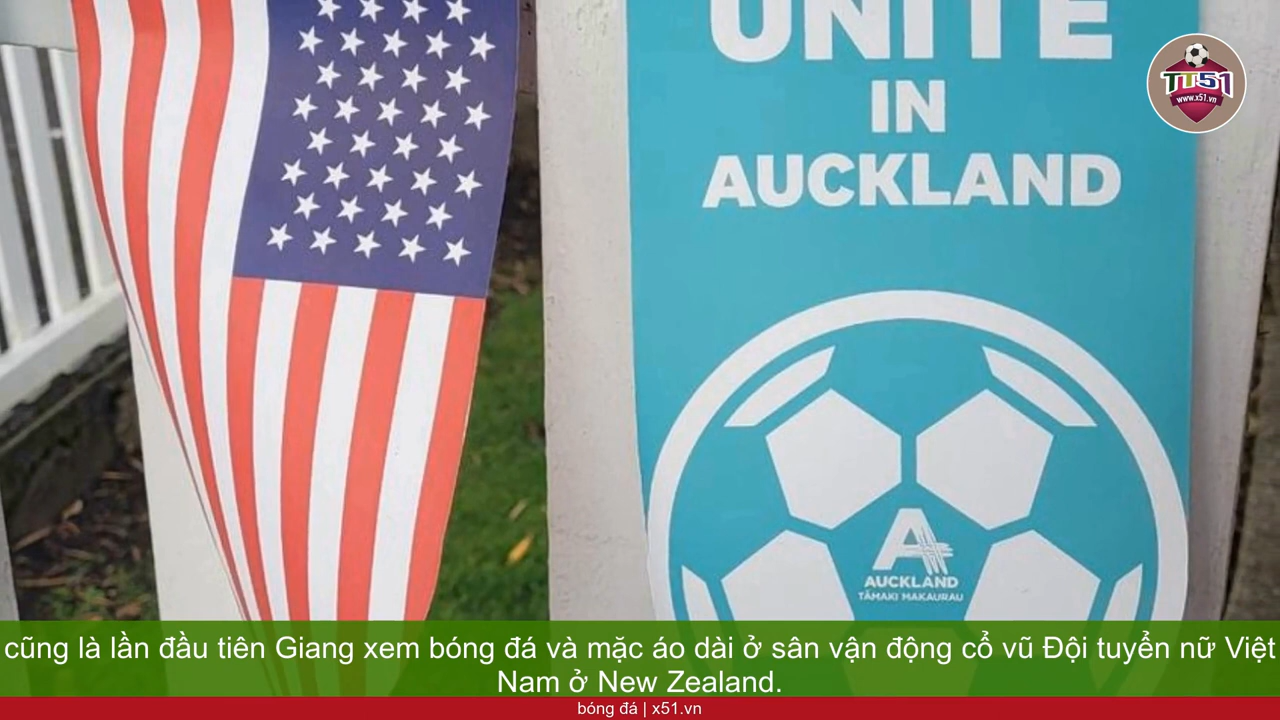 UNITE
IN
AUCKLAND
TT51
www.x51.vn
AUCKLAND
TĀMAKI MAKAURAU
cũng là lần đầu tiên Giang xem bóng đá và mặc áo dài ở sân vận động cổ vũ Đội tuyển nữ Việt
Nam ở New Zealand.
bóng đá | x51.vn